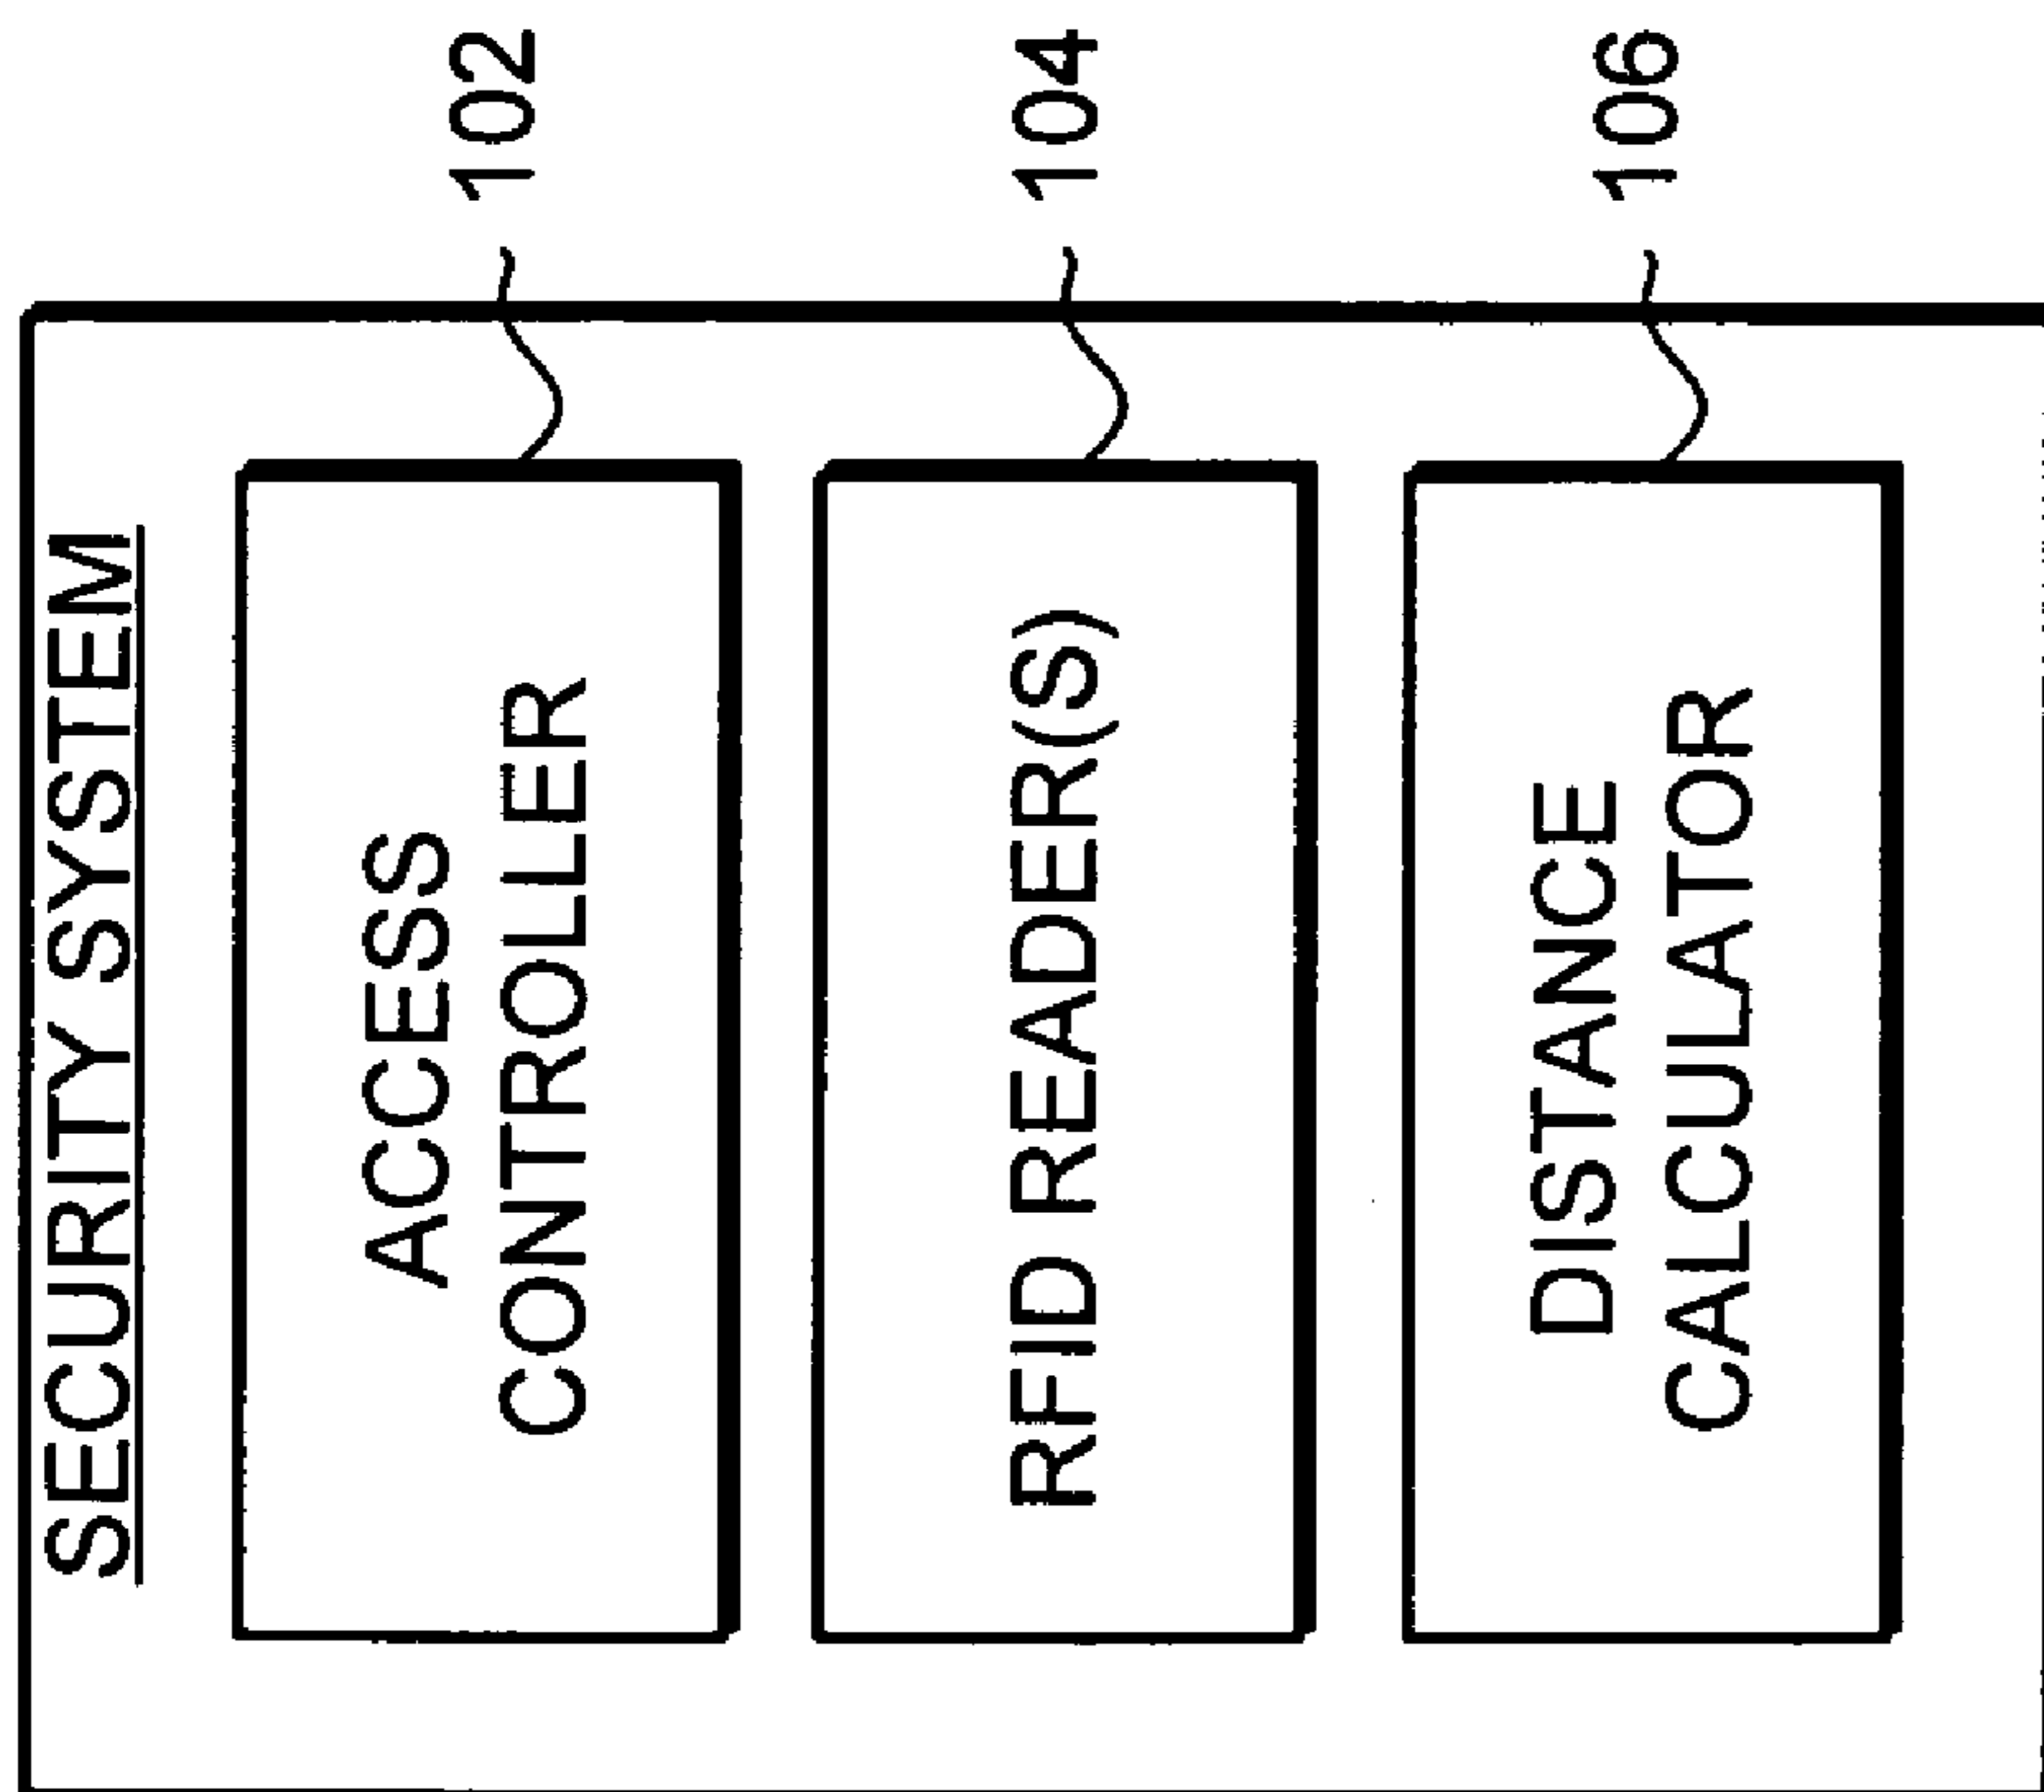 SECURITY SYSTEM
ACCESS
CONTROLLER
102
RFID READER(S)
104
DISTANCE
CALCULATOR
106